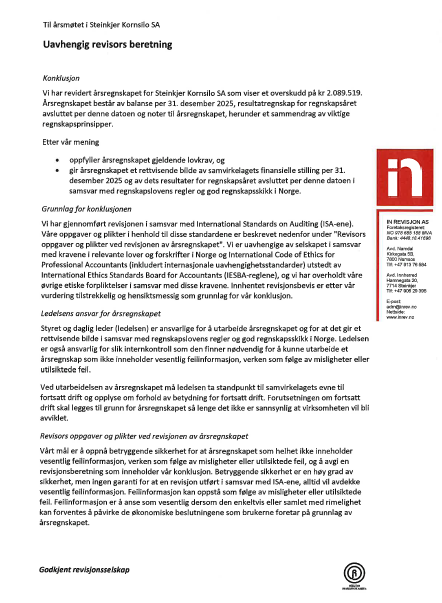 Til årsmøtet i Steinkjer Kornsilo SA
Uavhengig revisors beretning
Konklusjon
Vi har revidert årsregnskapet for Steinkjer Kornsilo SA som viser et overskudd på kr 2.089.519.
Årsregnskapet består av balanse per 31. desember 2025, resultatregnskap for regnskapsåret
avsluttet per denne datoen og noter til årsregnskapet, herunder et sammendrag av viktige
regnskapsprinsipper.
Etter vår mening
• oppfyller årsregnskapet gjeldende lovkrav, og
• gir årsregnskapet et rettvisende bilde av samvirkelagets finansielle stilling per 31.
desember 2025 og av dets resultater for regnskapsåret avsluttet per denne datoen i
samsvar med regnskapslovens regler og god regnskapsskikk i Norge.
Grunnlag for konklusjonen
Vi har gjennomført revisjonen i samsvar med International Standards on Auditing (ISA-ene).
Våre oppgaver og plikter i henhold til disse standardene er beskrevet nedenfor under "Revisors
oppgaver og plikter ved revisjonen av årsregnskapet". Vi er uavhengige av selskapet i samsvar
med kravene i relevante lover og forskrifter i Norge og International Code of Ethics for
Professional Accountants (inkludert internasjonale uavhengighetsstandarder) utstedt av
International Ethics Standards Board for Accountants (IESBA-reglene), og vi har overholdt våre
øvrige etiske forpliktelser i samsvar med disse kravene. Innhentet revisjonsbevis er etter vår
vurdering tilstrekkelig og hensiktsmessig som grunnlag for vår konklusjon.
Ledelsens ansvar for årsregnskapet
Styret og daglig leder (ledelsen) er ansvarlige for å utarbeide årsregnskapet og for at det gir et
rettvisende bilde i samsvar med regnskapslovens regler og god regnskapsskikk i Norge. Ledelsen
er også ansvarlig for slik internkontroll som den finner nødvendig for å kunne utarbeide et
årsregnskap som ikke inneholder vesentlig feilinformasjon, verken som følge av misligheter eller
utilsiktede feil.
Ved utarbeidelsen av årsregnskapet må ledelsen ta standpunkt til samvirkelagets evne til
fortsatt drift og opplyse om forhold av betydning for fortsatt drift. Forutsetningen om fortsatt
drift skal legges til grunn for årsregnskapet så lenge det ikke er sannsynlig at virksomheten vil bli
avviklet.
Revisors oppgaver og plikter ved revisjonen av årsregnskapet
Vårt mål er å oppnå betryggende sikkerhet for at årsregnskapet som helhet ikke inneholder
vesentlig feilinformasjon, verken som følge av misligheter eller utilsiktede feil, og å avgi en
revisjonsberetning som inneholder vår konklusjon. Betryggende sikkerhet er en høy grad av
sikkerhet, men ingen garanti for at en revisjon utført i samsvar med ISA-ene, alltid vil avdekke
vesentlig feilinformasjon. Feilinformasjon kan oppstå som følge av misligheter eller utilsiktede
feil. Feilinformasjon er å anse som vesentlig dersom den enkeltvis eller samlet med rimelighet
kan forventes å påvirke de økonomiske beslutningene som brukerne foretar på grunnlag av
årsregnskapet.
Godkjent revisjonsselskap
in
IN REVISJON AS
Foretaksregisteret
Avd. Namdal
Kirkegata 5B,
7800 Namsos
Avd. Innherred
7714 Steinkjer
E-post:
Nettside:
www.inrev.no